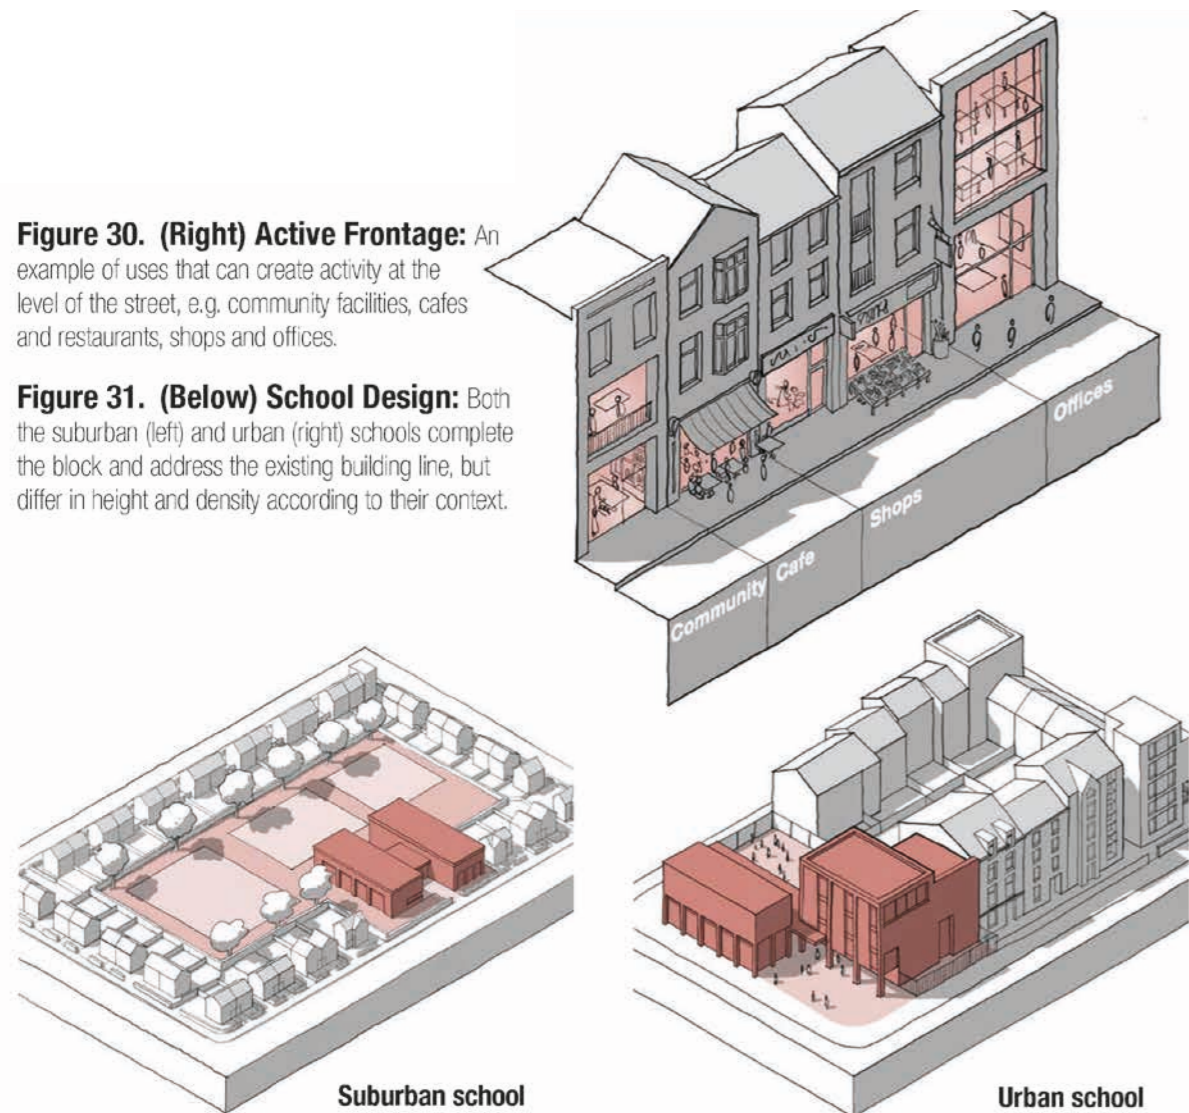 Figure 30. (Right) Active Frontage: An
example of uses that can create activity at the
level of the street, e.g. community facilities, cafes
and restaurants, shops and offices.
Figure 31. (Below) School Design: Both
the suburban (left) and urban (right) schools complete
the block and address the existing building line, but
differ in height and density according to their context.
Community
Cafe
Shops
Offices
Suburban school
Urban school